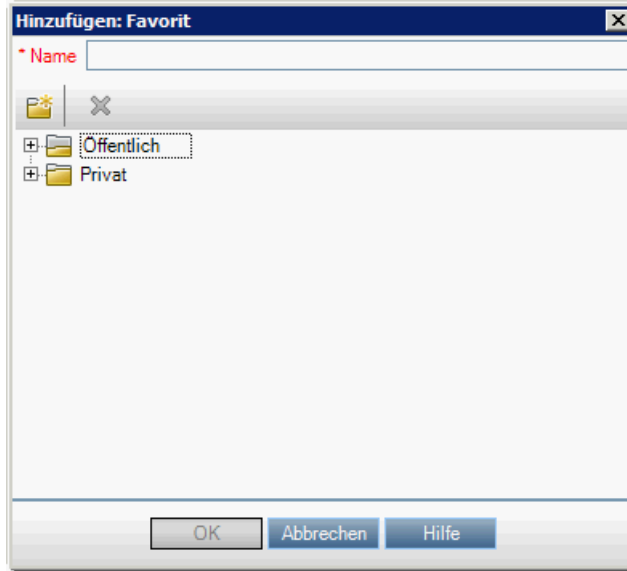 Hinzufügen: Favorit
* Name
Öffentlich
Privat
OK Abbrechen Hilfe